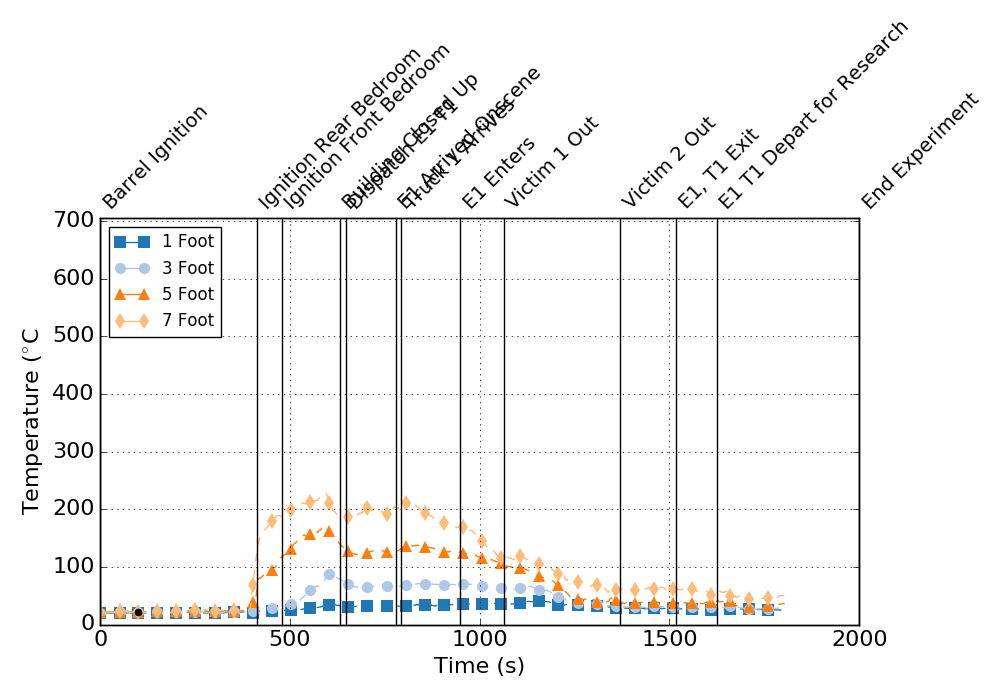 Barrel Ignition
Ignition Rear Bedroom
Ignition Front Bedroom
Building Closed Up
Dispatch E1 T1
E1 Arrived Onscene
Truck 1 Arrives
E1 Enters
Victim 1 Out
Victim 2 Out
E1, T1 Exit
E1 T1 Depart for Research
End Experiment
700
600
500
400
300
200
100
0
Temperature (°C
1 Foot
3 Foot
5 Foot
7 Foot
0
500
1000
1500
2000
Time (s)